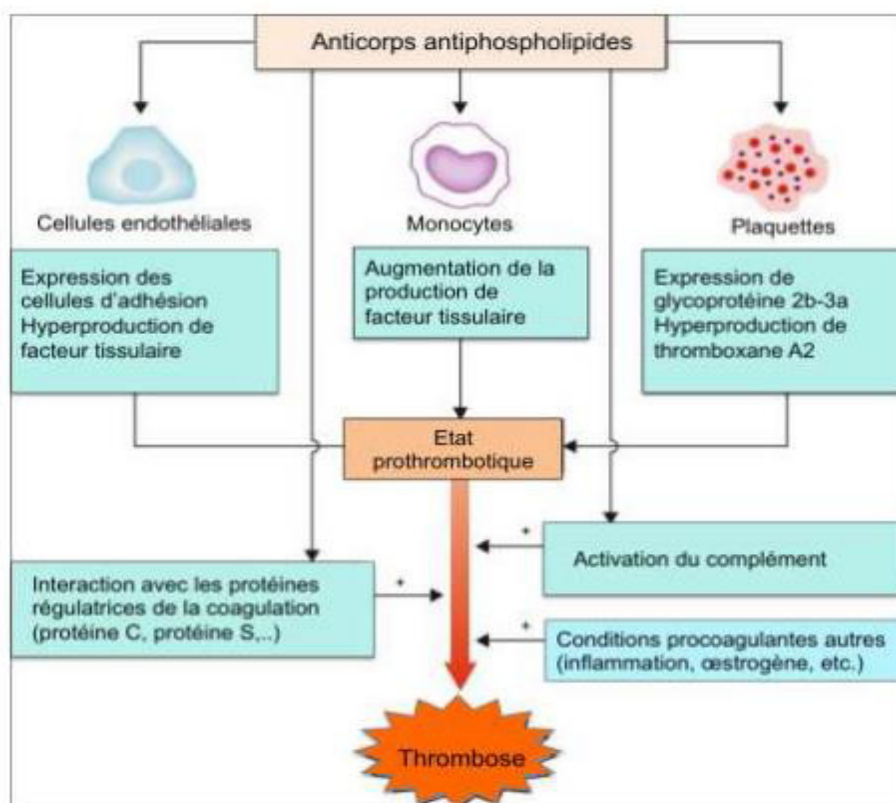 Anticorps antiphospholipides
Cellules endothéliales
Monocytes
Plaquettes
Expression des
cellules d'adhésion
Hyperproduction de
facteur tissulaire
Augmentation de la
production de
facteur tissulaire
Expression de
glycoprotéine 2b-3a
Hyperproduction de
thromboxane A2
Etat
prothrombotique
+
Activation du complément
Interaction avec les protéines
régulatrices de la coagulation
(protéine C, protéine S,..)
+
+
Conditions procoagulantes autres
(inflammation, œstrogène, etc.)
Thrombose